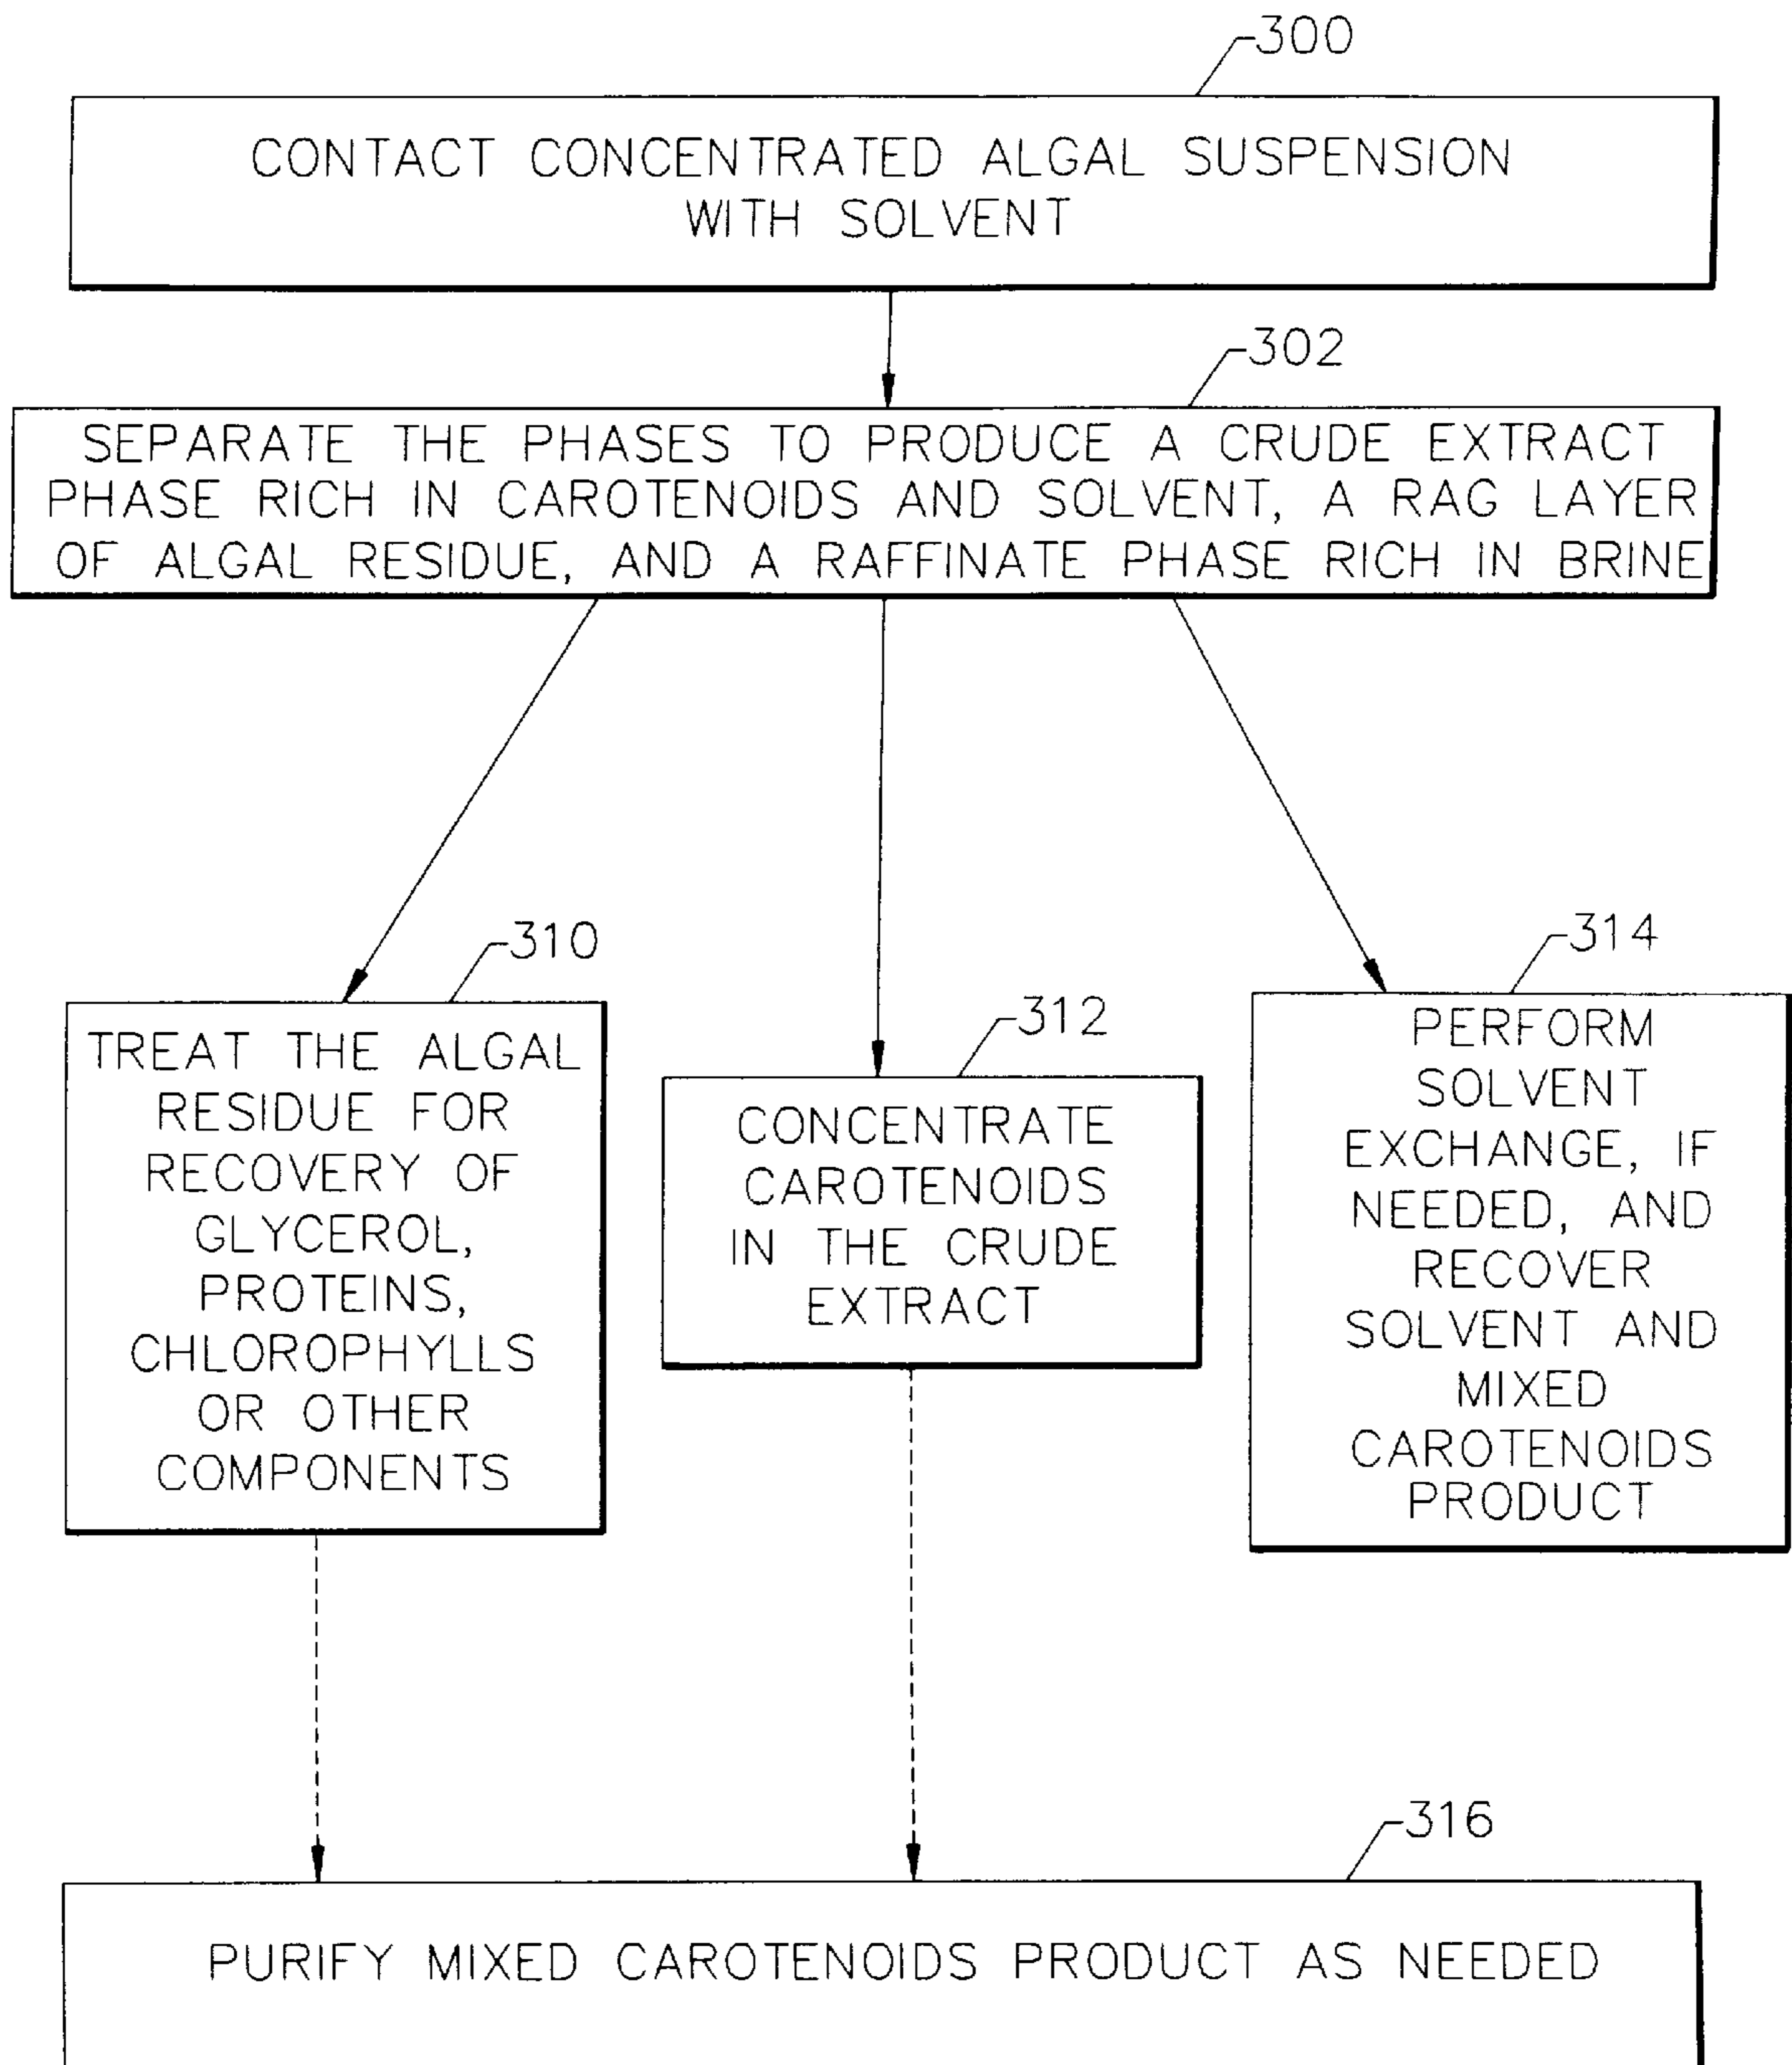 300
CONTACT CONCENTRATED ALGAL SUSPENSION
WITH SOLVENT
302
SEPARATE THE PHASES TO PRODUCE A CRUDE EXTRACT
PHASE RICH IN CAROTENOIDS AND SOLVENT, A RAG LAYER
OF ALGAL RESIDUE, AND A RAFFINATE PHASE RICH IN BRINE
310
TREAT THE ALGAL
RESIDUE FOR
RECOVERY OF
GLYCEROL,
PROTEINS,
CHLOROPHYLLS
OR OTHER
COMPONENTS
312
CONCENTRATE
CAROTENOIDS
IN THE CRUDE
EXTRACT
314
PERFORM
SOLVENT
EXCHANGE, IF
NEEDED, AND
RECOVER
SOLVENT AND
MIXED
CAROTENOIDS
PRODUCT
316
PURIFY MIXED CAROTENOIDS PRODUCT AS NEEDED